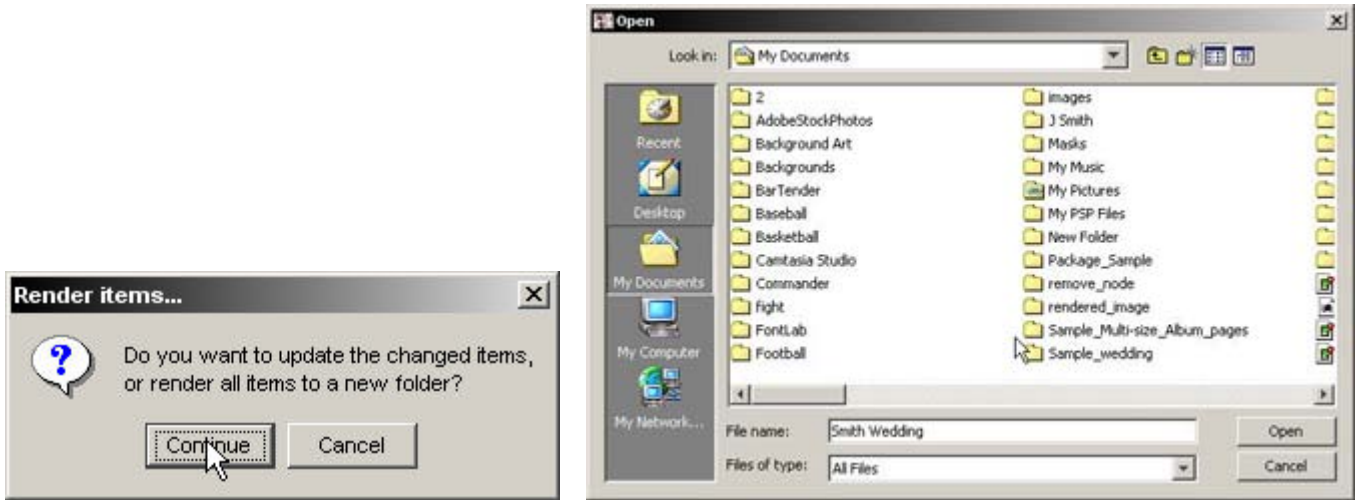 Render items...
Do you want to update the changed items,
or render all items to a new folder?
Continue Cancel
Open
Look in: My Documents
Recent
Desktop
My Documents
My Computer
My Network...
2
AdobeStockPhotos
Background Art
Backgrounds
BarTender
Baseball
Basketball
Camtasia Studio
Commander
fight
FontLab
Football
images
J Smith
Masks
My Music
My Pictures
My PSP Files
New Folder
Package_Sample
remove_node
rendered_image
Sample_Multi-size_Album_pages
Sample_wedding
File name: Smith Wedding Open
Files of type: All Files Cancel